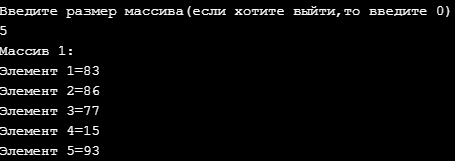 Введите размер массива(если хотите выйти,то введите 0)
5
Массив 1:
Элемент 1=83
Элемент 2=86
Элемент 3=77
Элемент 4=15
Элемент 5=93